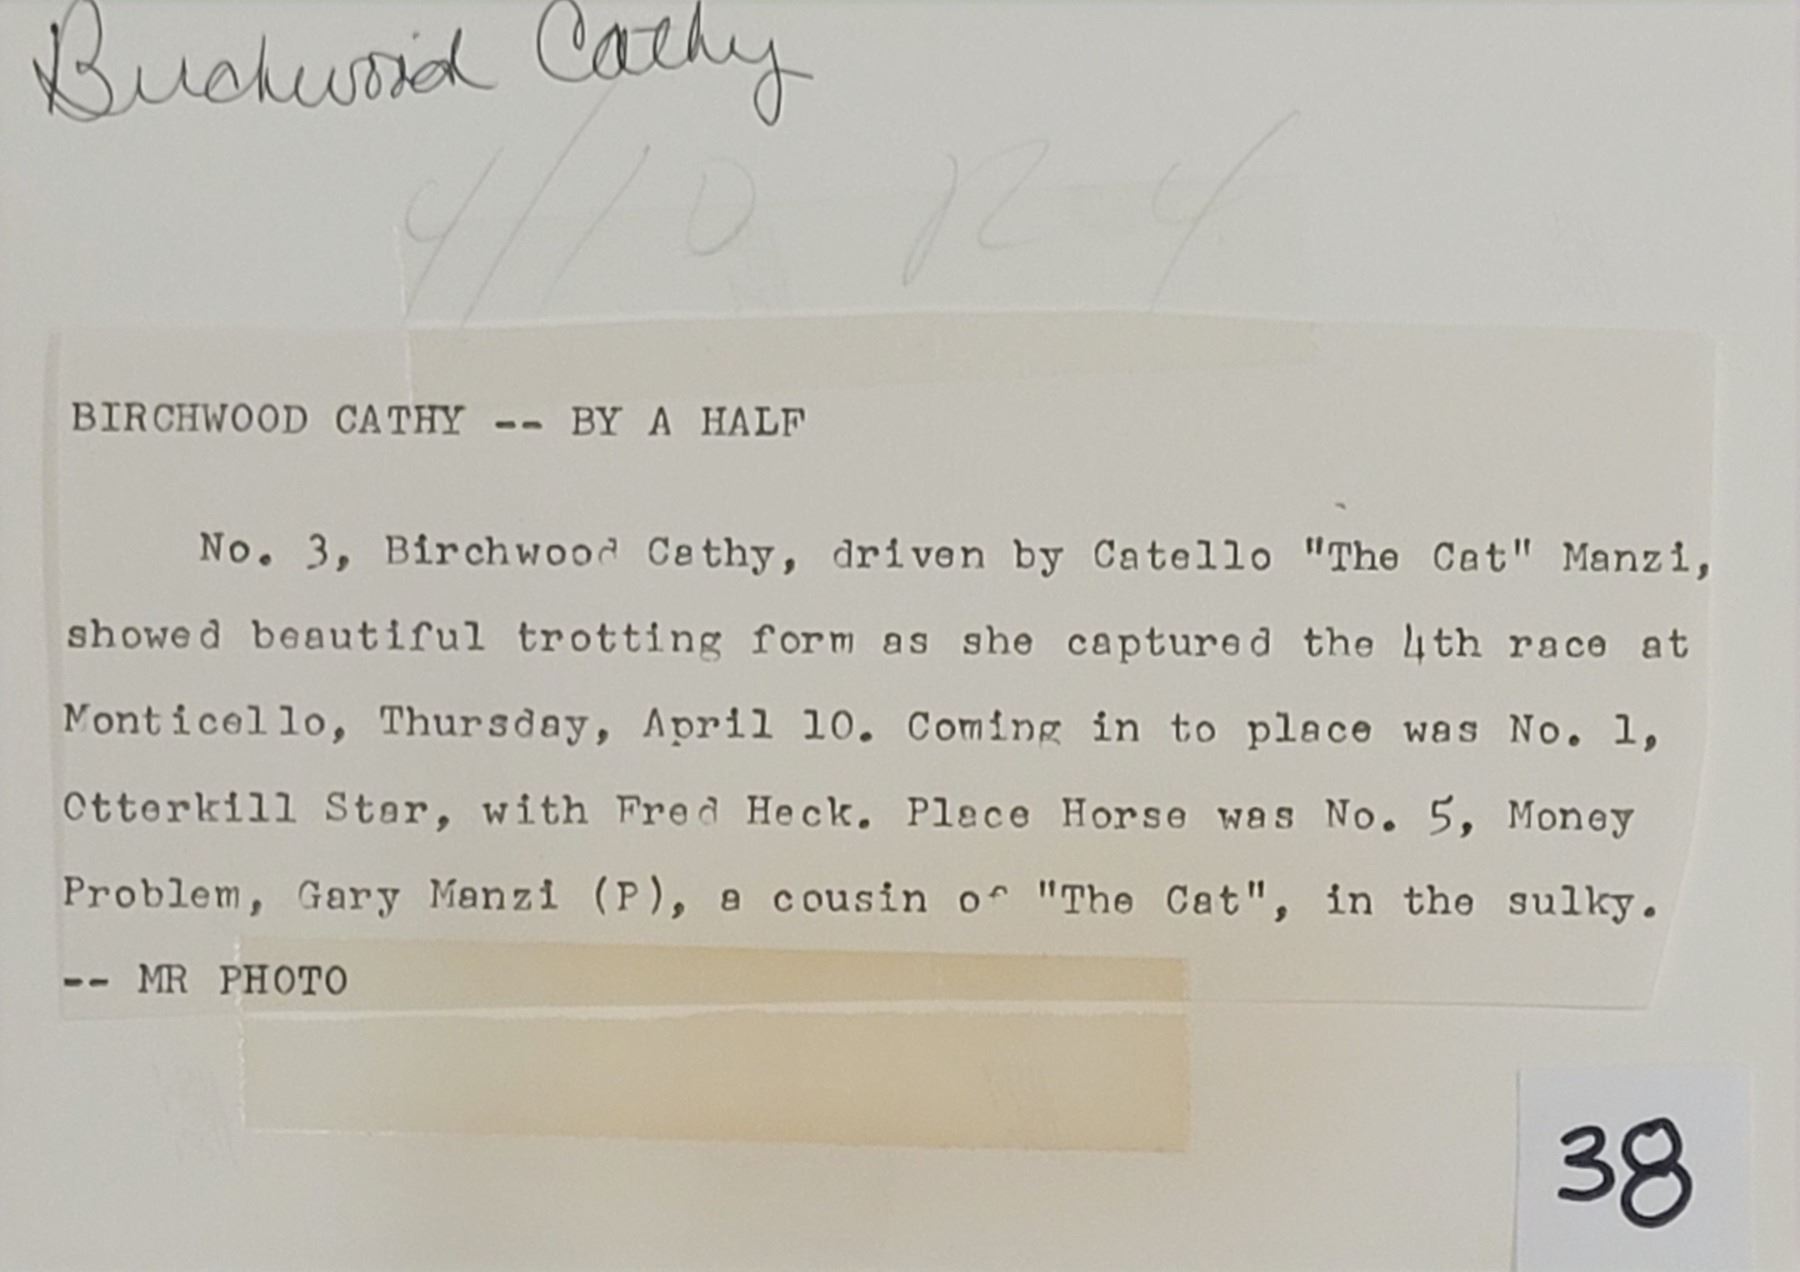 Birchwood Cathy
4/10 R 4
BIRCHWOOD CATHY -- BY A HALF
No. 3, Birchwood Cathy, driven by Catello "The Cat" Manzi,
showed beautiful trotting form as she captured the 4th race at
Monticello, Thursday, April 10. Coming in to place was No. 1,
Otterkill Star, with Fred Heck. Place Horse was No. 5, Money
Problem, Gary Manzi (P), a cousin of "The Cat", in the sulky.
-- MR PHOTO
38